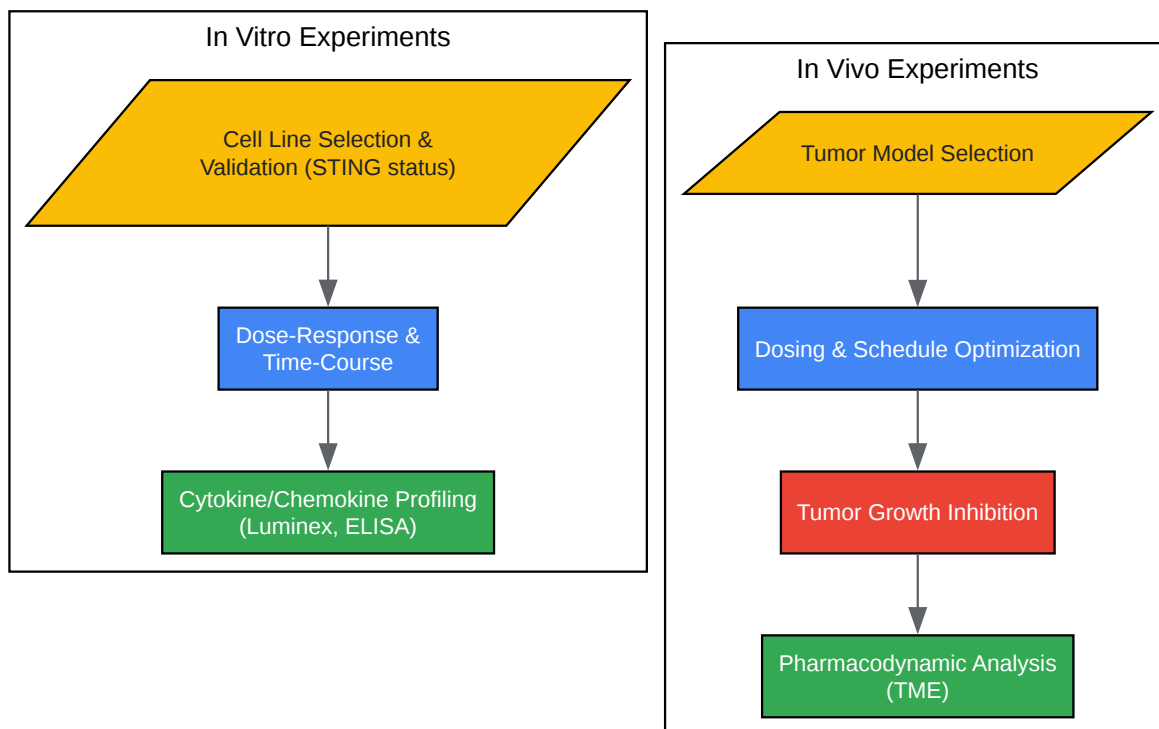 In Vitro Experiments
Cell Line Selection &
Validation (STING status)
Dose-Response &
Time-Course
Cytokine/Chemokine Profiling
(Luminex, ELISA)
In Vivo Experiments
Tumor Model Selection
Dosing & Schedule Optimization
Tumor Growth Inhibition
Pharmacodynamic Analysis
(TME)